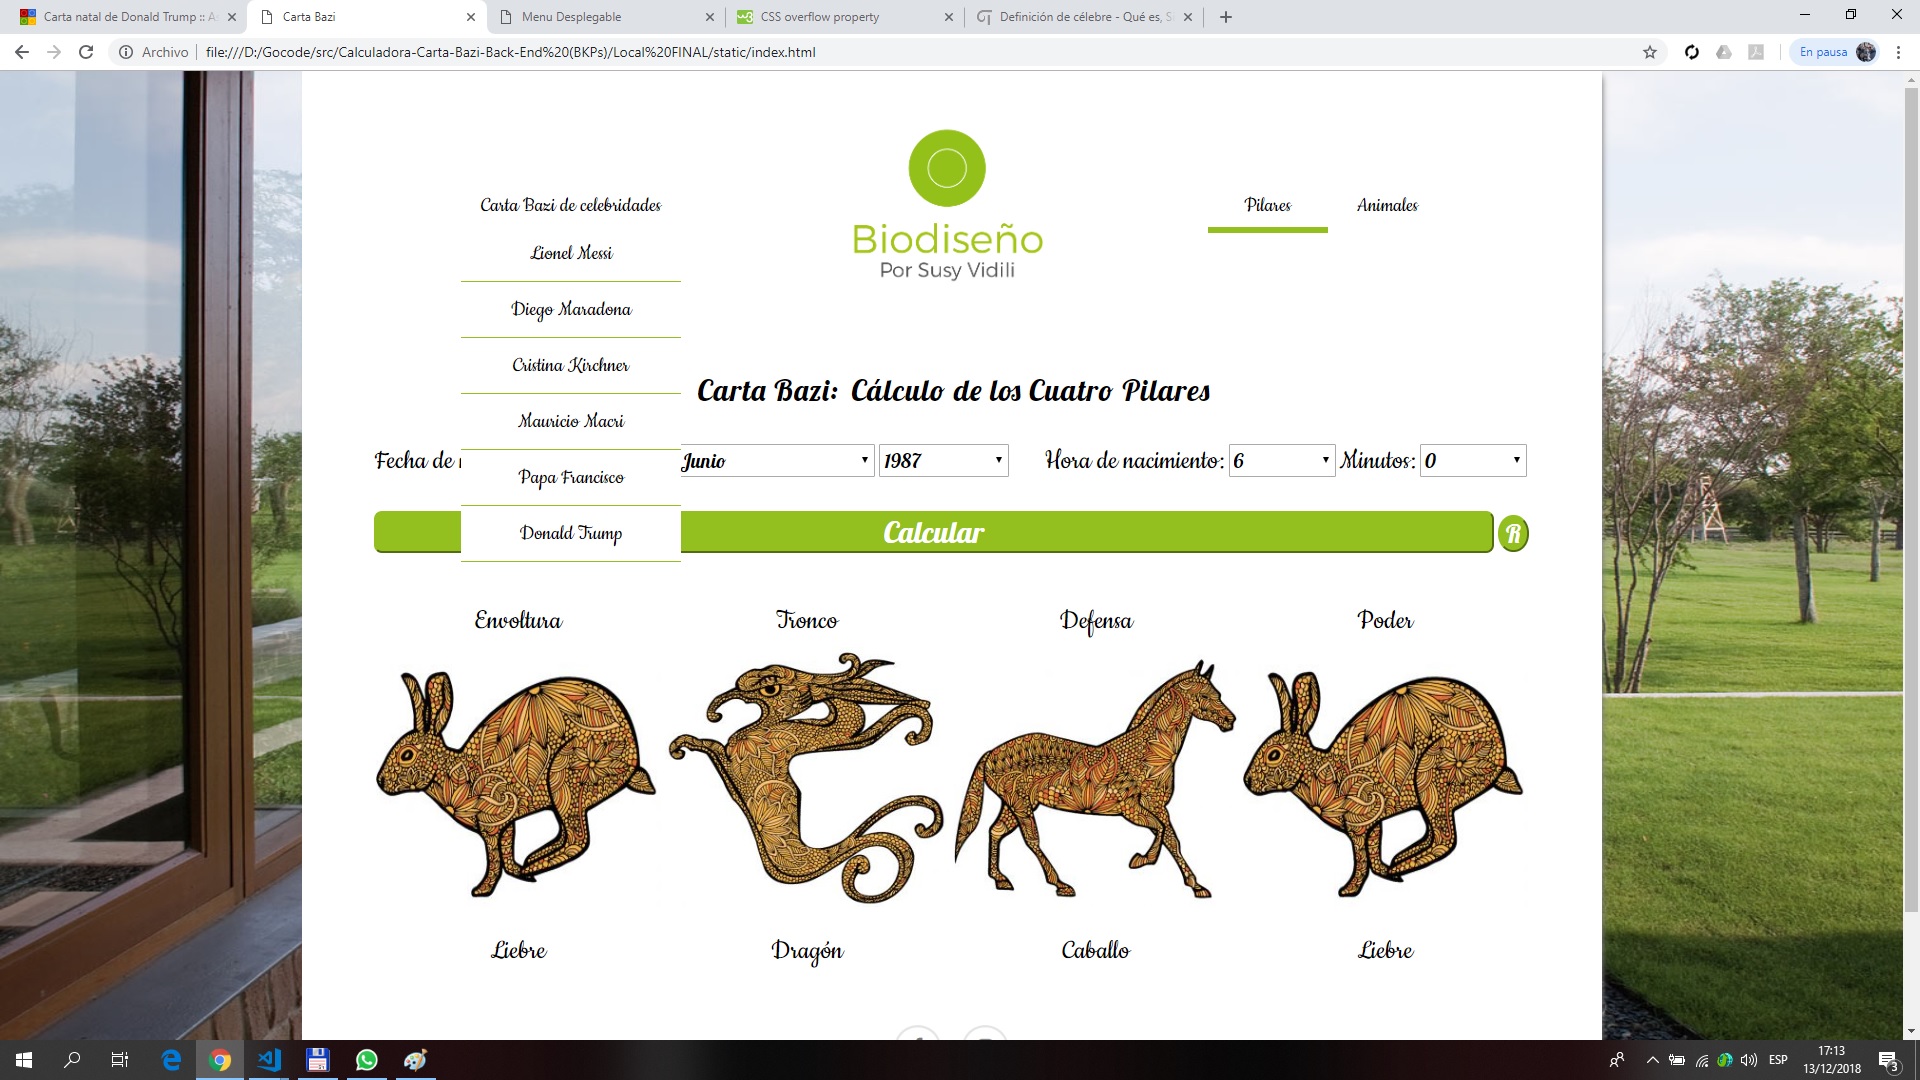 Carta natal de Donald Trump :: A
Carta Bazi
Menu Desplegable
CSS overflow property
Definición de célebre - Qué es, Si
Archivo
file:///D:/Gocode/src/Calculadora-Carta-Bazi-Back-End%20(BKPs)/Local%20FINAL/static/index.html
En pausa
Carta Bazi de celebridades
Pilares
Animales
Biodiseño
Por Susy Vidili
Lionel Messi
Diego Maradona
Cristina Kirchner
Mauricio Macri
Papa Francisco
Donald Trump
Carta Bazi: Cálculo de los Cuatro Pilares
Fecha de
Junio
1987
Hora de nacimiento: 6
Minutos: 0
Calcular
R
Envoltura
Tronco
Defensa
Poder
Liebre
Dragón
Caballo
Liebre
ESP
17:13
13/12/2018
3